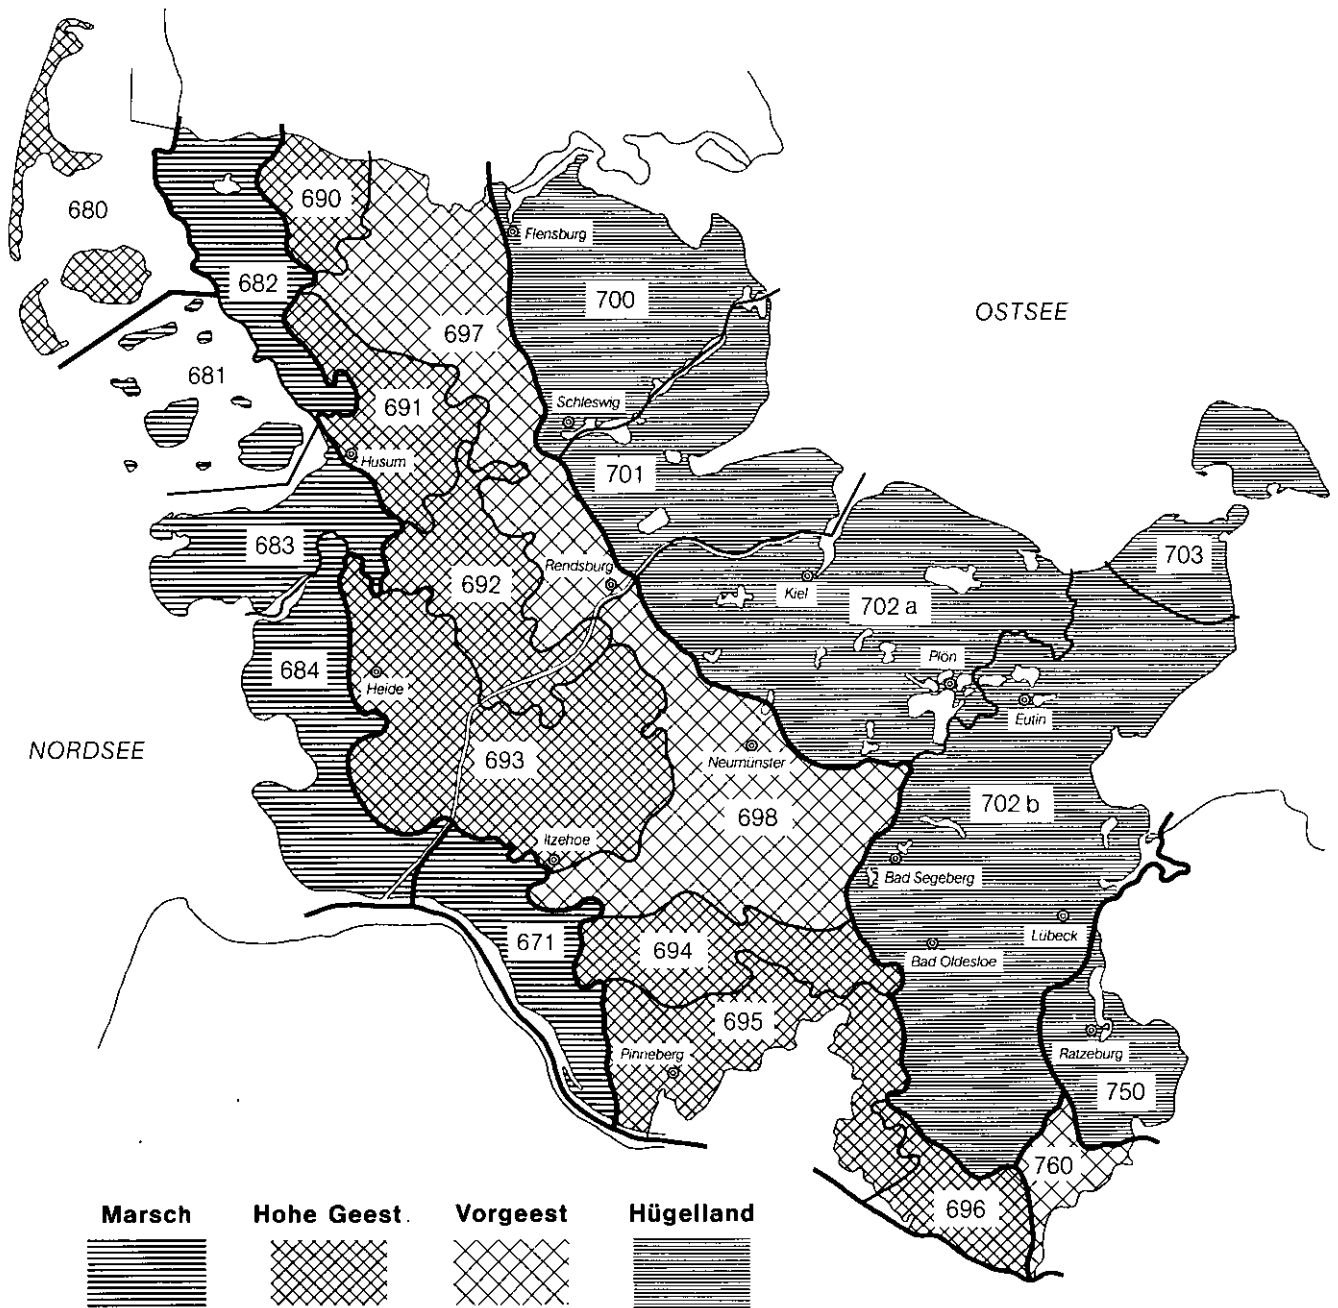 690
680
Flensburg
682
700
OSTSEE
697
681
691
Schleswig
Husum
701
683
703
Rendsburg
692
Kiel
702 a
684
Plön
Heide
Eutin
NORDSEE
693
Neumünster
702 b
698
Itzehoe
Bad Segeberg
671
694
Lübeck
Bad Oldesloe
695
Pinneberg
Ratzeburg
750
760
696
Marsch Hohe Geest Vorgeest Hügelland